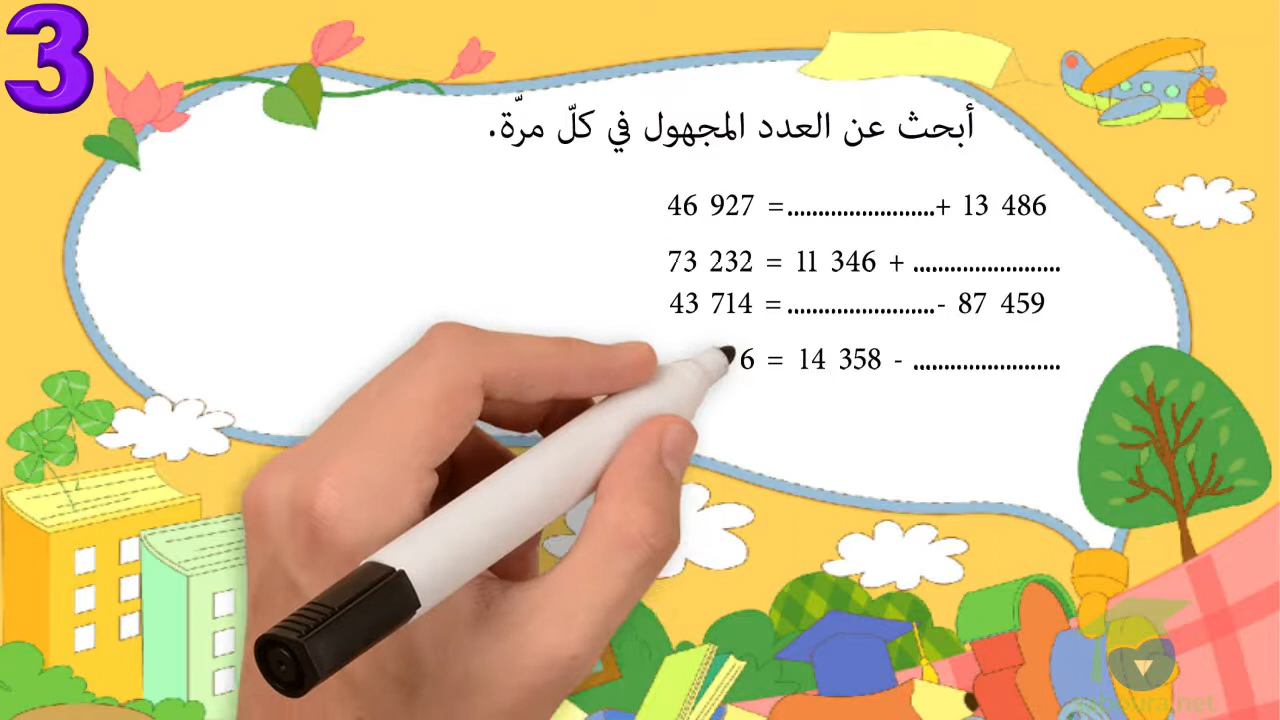 3
أبحث عن العدد المجهول في كلّ مرّة.
46 927 =........................+ 13 486
73 232 = 11 346 + ........................
43 714 =........................- 87 459
6 = 14 358 - ........................